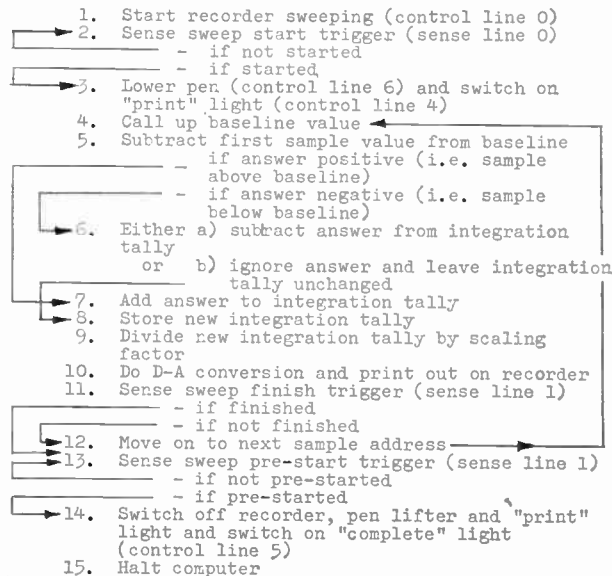 1. Start recorder sweeping (control line 0)
2. Sense sweep start trigger (sense line 0)
- if not started
- if started
3. Lower pen (control line 6) and switch on
"print" light (control line 4)
4. Call up baseline value
5. Subtract first sample value from baseline
- if answer positive (i.e. sample
above baseline)
- if answer negative (i.e. sample
below baseline)
6. Either a) subtract answer from integration
tally
or b) ignore answer and leave integration
tally unchanged
7. Add answer to integration tally
8. Store new integration tally
9. Divide new integration tally by scaling
factor
10. Do D-A conversion and print out on recorder
11. Sense sweep finish trigger (sense line 1)
- if finished
- if not finished
12. Move on to next sample address
13. Sense sweep pre-start trigger (sense line 1)
- if not pre-started
- if pre-started
14. Switch off recorder, pen lifter and "print"
light and switch on "complete" light
(control line 5)
15. Halt computer